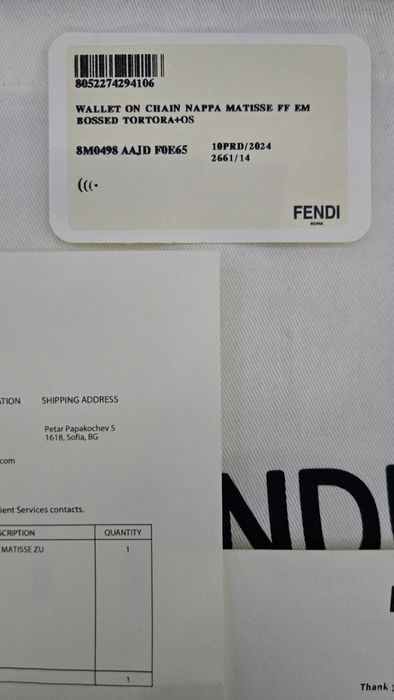 8052274294106
WALLET ON CHAIN NAPPA MATISSE FF EM
BOSSED TORTORA+OS
8M0498 AAJD F0E65
10PRD/2024
2661/14
(((•
FENDI
ROMA
ATION SHIPPING ADDRESS
Petar Papakochev 5
1618, Sofia, BG
com
ient Services contacts.
SCRIPTION QUANTITY
MATISSE ZU 1
1
ND
Thank